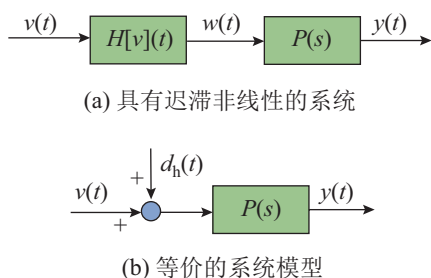 v(t) H[v](t) w(t) P(s) y(t)
(a) 具有迟滞非线性的系统
+ d_h(t)
v(t) + P(s) y(t)
(b) 等价的系统模型